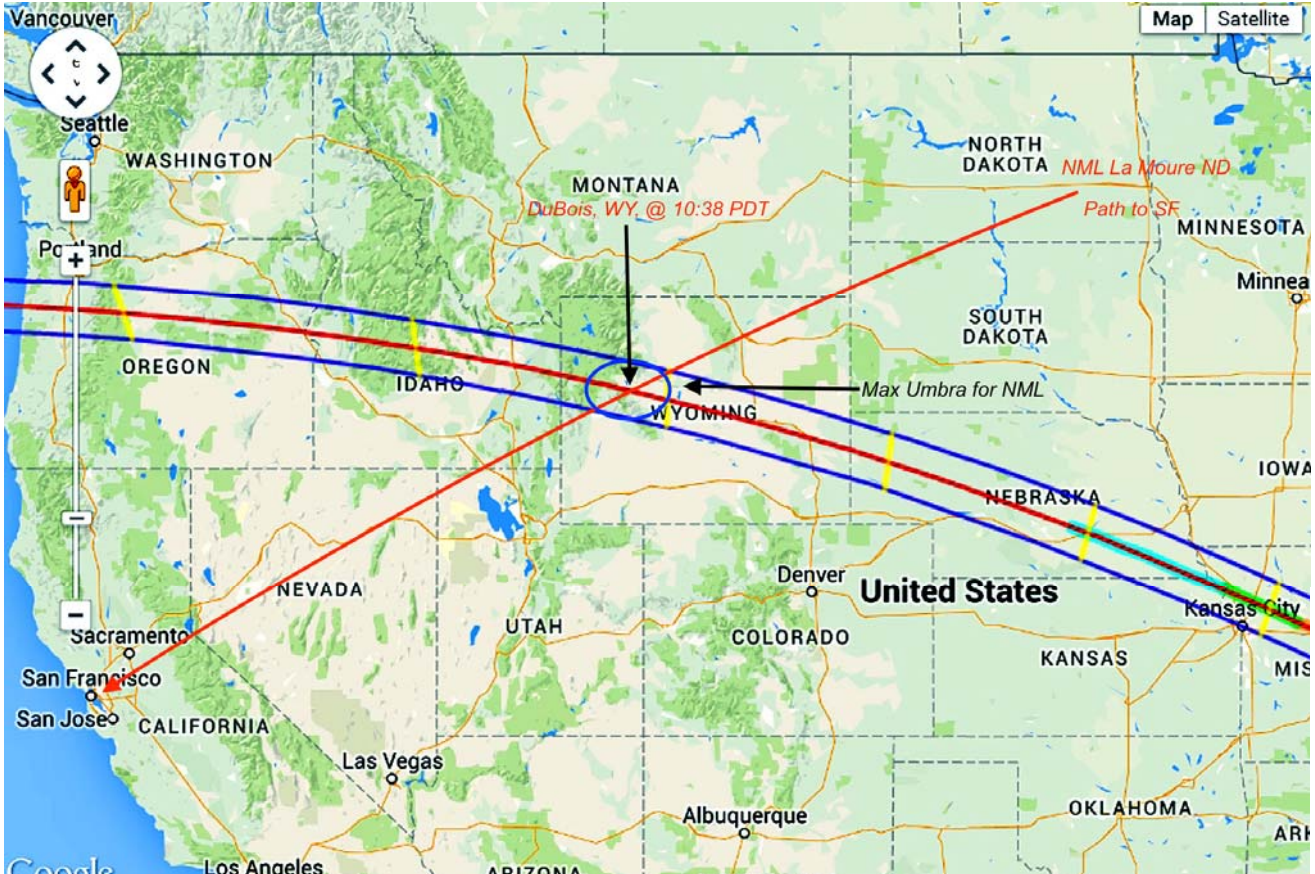 Vancouver
Map
Satellite
Seattle
WASHINGTON
NORTH
DAKOTA
NML La Moure ND
MONTANA
DuBois, WY. @ 10:38 PDT
Path to SF
MINNESOTA
Portland
Minnea
SOUTH
DAKOTA
OREGON
IDAHO
Max Umbra for NML
WYOMING
IOWA
NEBRASKA
Denver
United States
NEVADA
Kansas City
Sacramento
UTAH
COLORADO
KANSAS
San Francisco
MIS
San Jose
CALIFORNIA
Las Vegas
Albuquerque
OKLAHOMA
ARK
Google
Los Angeles
ARIZONA